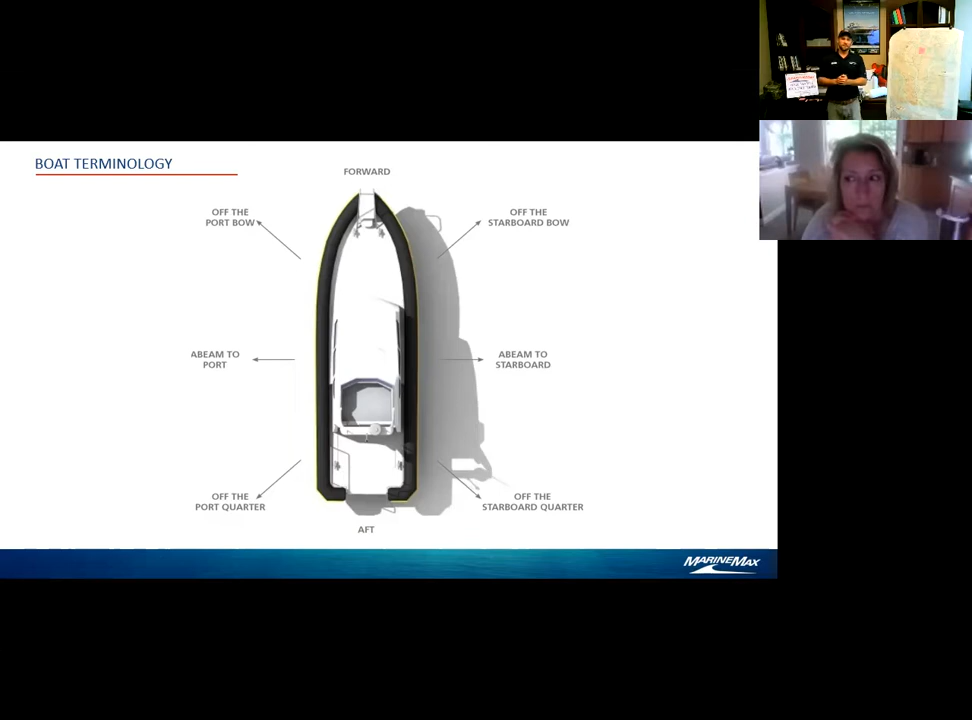 BOAT TERMINOLOGY
FORWARD
OFF THE
PORT BOW
OFF THE
STARBOARD BOW
ABEAM TO
PORT
ABEAM TO
STARBOARD
OFF THE
PORT QUARTER
OFF THE
STARBOARD QUARTER
AFT
MARINEMAX